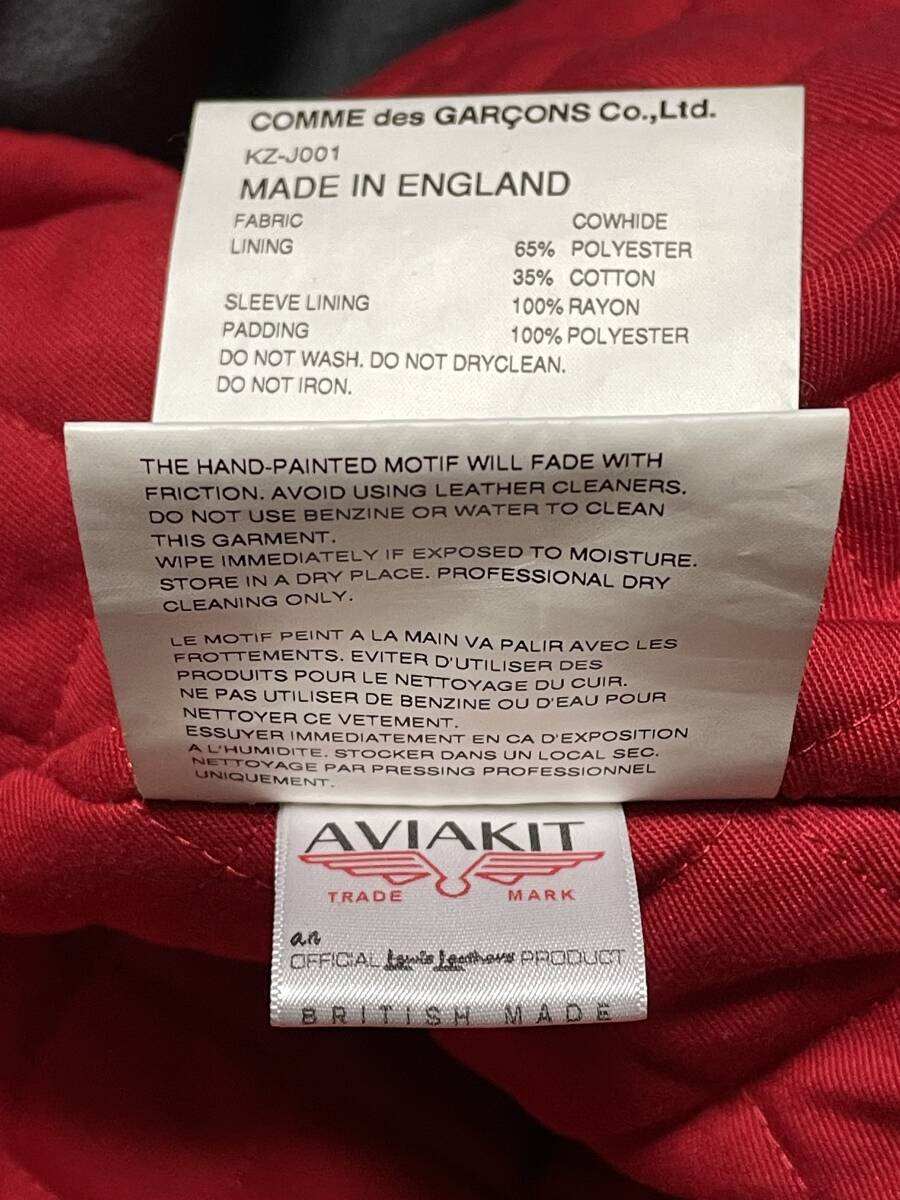 COMME des GARÇONS Co.,Ltd.
KZ-J001
MADE IN ENGLAND
FABRIC COWHIDE
LINING 65% POLYESTER
35% COTTON
SLEEVE LINING 100% RAYON
PADDING 100% POLYESTER
DO NOT WASH. DO NOT DRYCLEAN.
DO NOT IRON.
THE HAND-PAINTED MOTIF WILL FADE WITH
FRICTION. AVOID USING LEATHER CLEANERS.
DO NOT USE BENZINE OR WATER TO CLEAN
THIS GARMENT.
WIPE IMMEDIATELY IF EXPOSED TO MOISTURE.
STORE IN A DRY PLACE. PROFESSIONAL DRY
CLEANING ONLY.
LE MOTIF PEINT A LA MAIN VA PALIR AVEC LES
FROTTEMENTS. EVITER D'UTILISER DES
PRODUITS POUR LE NETTOYAGE DU CUIR.
NE PAS UTILISER DE BENZINE OU D'EAU POUR
NETTOYER CE VETEMENT.
ESSUYER IMMEDIATEMENT EN CA D'EXPOSITION
A L'HUMIDITE. STOCKER DANS UN LOCAL SEC.
NETTOYAGE PAR PRESSING PROFESSIONNEL
UNIQUEMENT.
AVIAKIT
TRADE MARK
an
OFFICIAL Lewis Leathers PRODUCT
BRITISH MADE